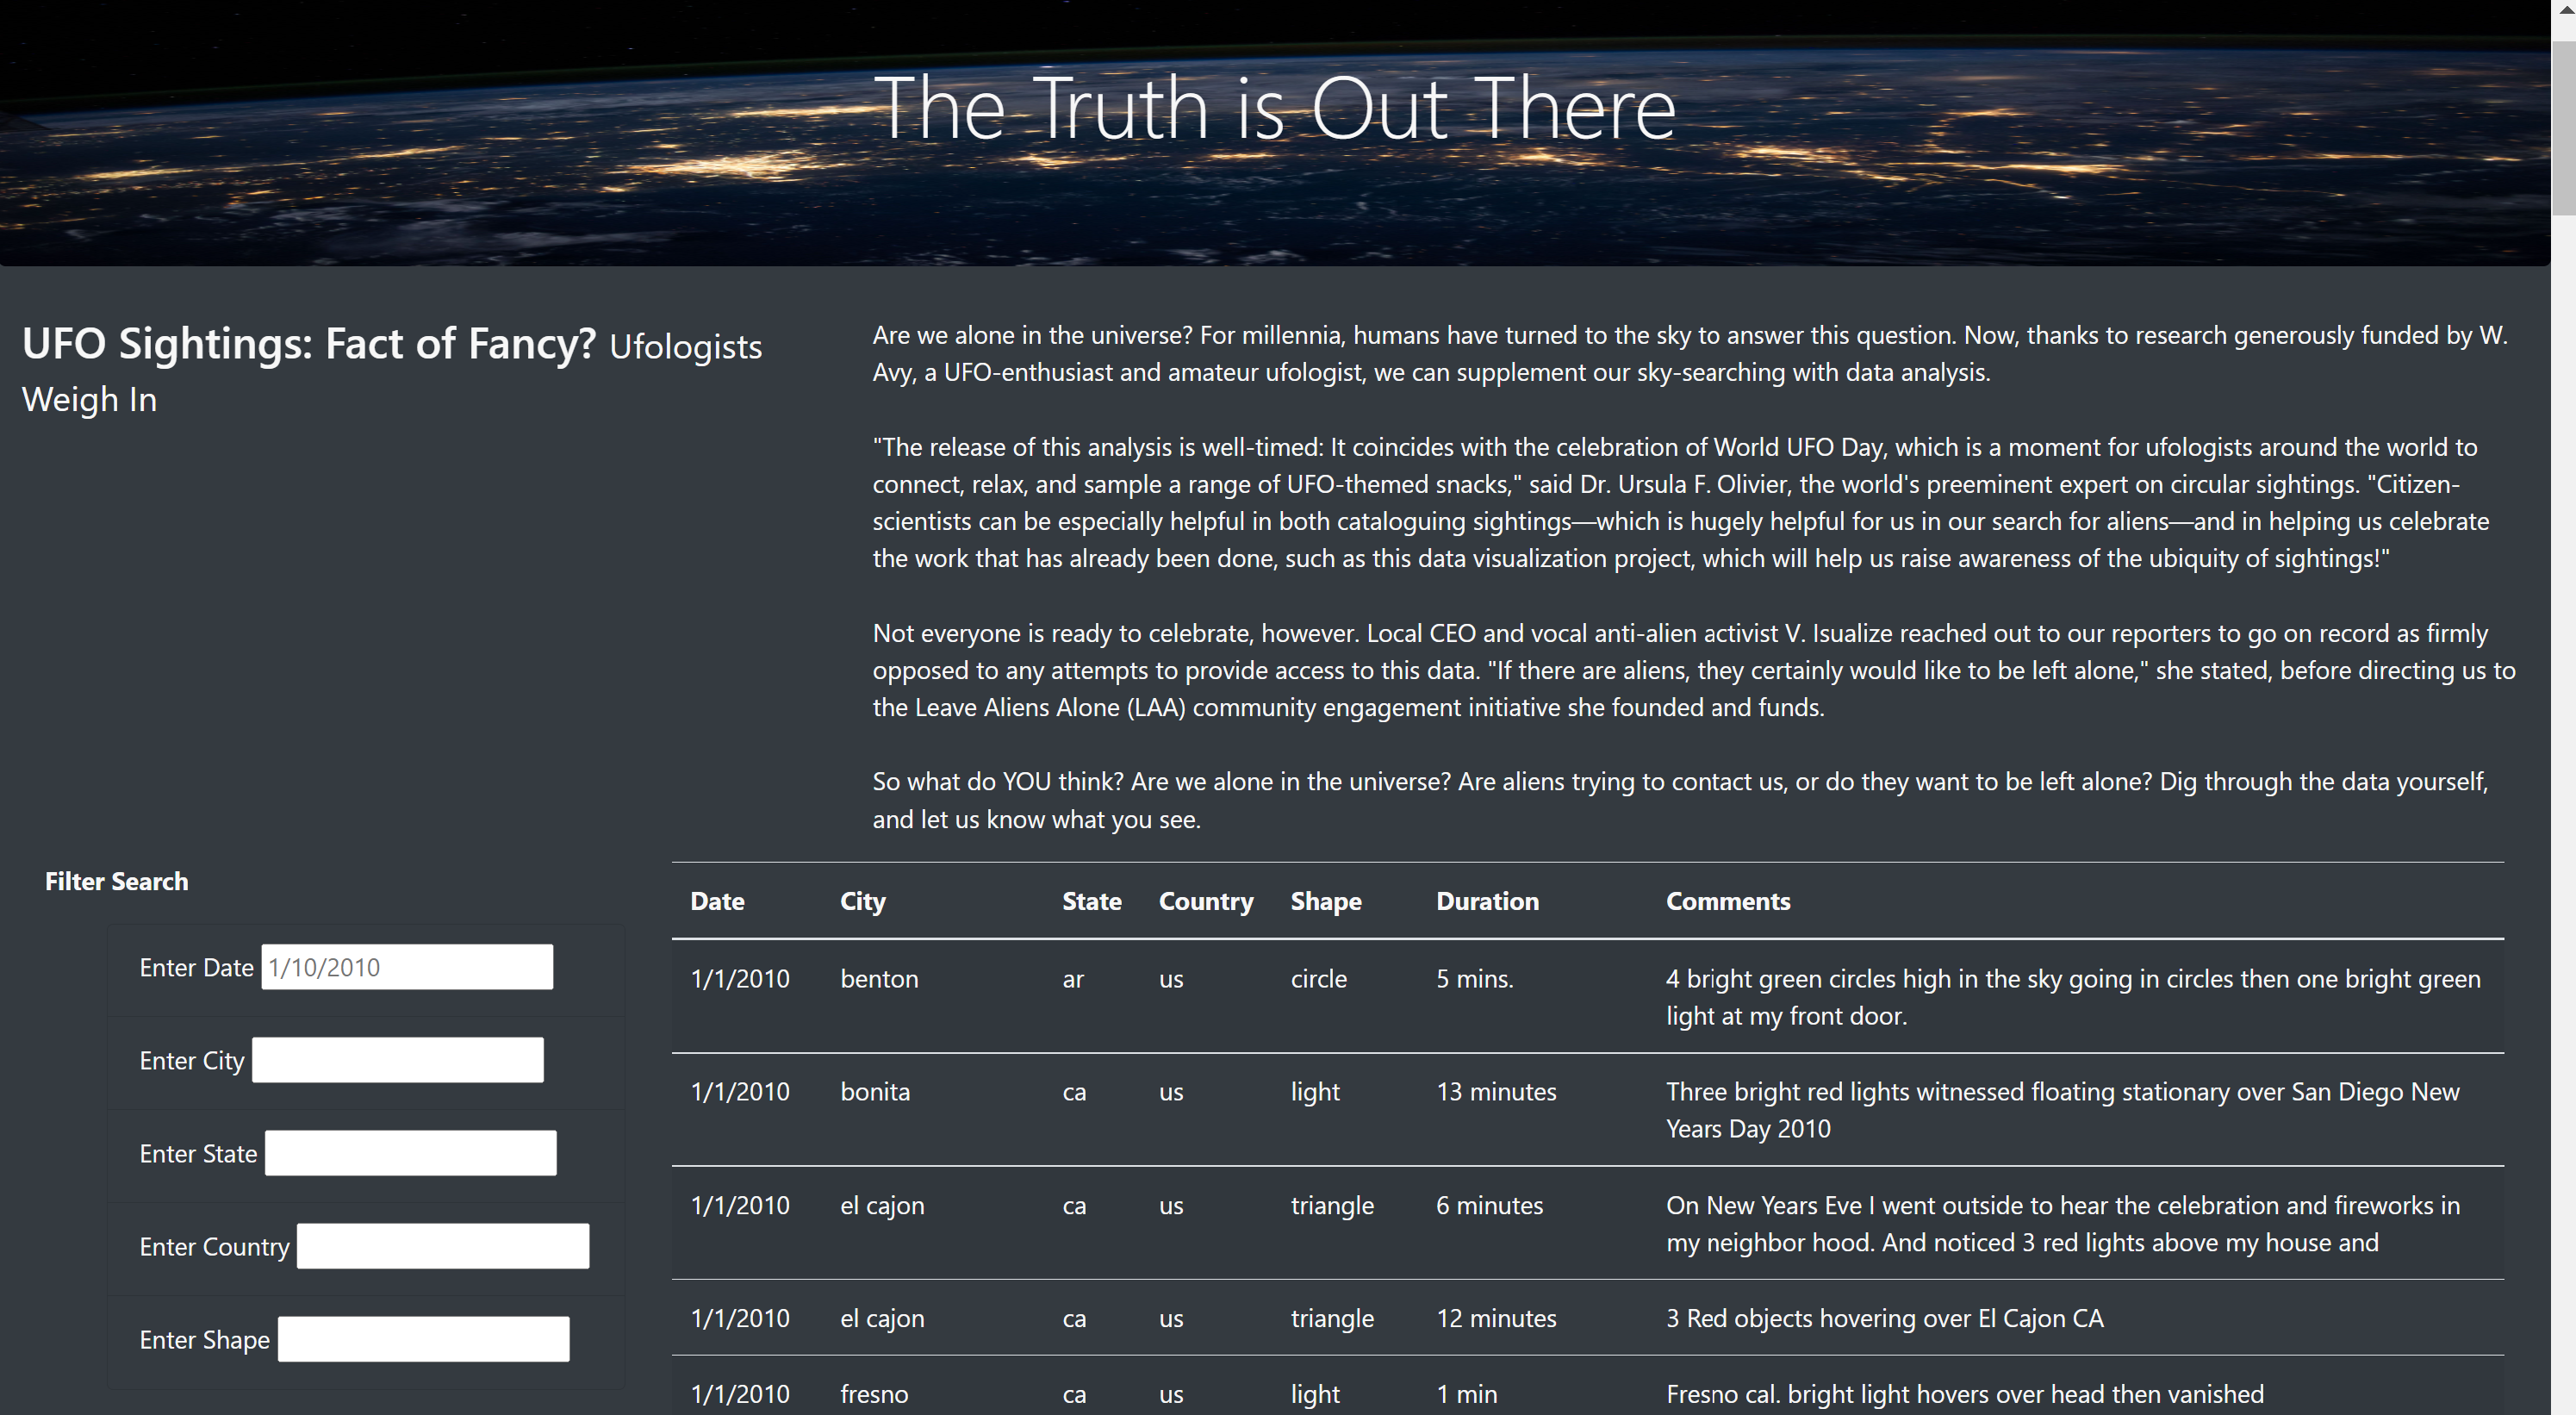 The Truth is Out There
UFO Sightings: Fact of Fancy? Ufologists
Weigh In
Are we alone in the universe? For millennia, humans have turned to the sky to answer this question. Now, thanks to research generously funded by W.
Avy, a UFO-enthusiast and amateur ufologist, we can supplement our sky-searching with data analysis.
"The release of this analysis is well-timed: It coincides with the celebration of World UFO Day, which is a moment for ufologists around the world to
connect, relax, and sample a range of UFO-themed snacks," said Dr. Ursula F. Olivier, the world's preeminent expert on circular sightings. "Citizen-
scientists can be especially helpful in both cataloguing sightings—which is hugely helpful for us in our search for aliens—and in helping us celebrate
the work that has already been done, such as this data visualization project, which will help us raise awareness of the ubiquity of sightings!"
Not everyone is ready to celebrate, however. Local CEO and vocal anti-alien activist V. Isualize reached out to our reporters to go on record as firmly
opposed to any attempts to provide access to this data. "If there are aliens, they certainly would like to be left alone," she stated, before directing us to
the Leave Aliens Alone (LAA) community engagement initiative she founded and funds.
So what do YOU think? Are we alone in the universe? Are aliens trying to contact us, or do they want to be left alone? Dig through the data yourself,
and let us know what you see.
Filter Search
Enter Date 1/10/2010
Enter City
Enter State
Enter Country
Enter Shape
Date City State Country Shape Duration Comments
1/1/2010 benton ar us circle 5 mins. 4 bright green circles high in the sky going in circles then one bright green
light at my front door.
1/1/2010 bonita ca us light 13 minutes Three bright red lights witnessed floating stationary over San Diego New
Years Day 2010
1/1/2010 el cajon ca us triangle 6 minutes On New Years Eve I went outside to hear the celebration and fireworks in
my neighbor hood. And noticed 3 red lights above my house and
1/1/2010 el cajon ca us triangle 12 minutes 3 Red objects hovering over El Cajon CA
1/1/2010 fresno ca us light 1 min Fresno cal. bright light hovers over head then vanished